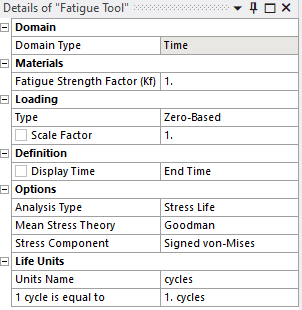 Details of "Fatigue Tool"
Domain
Domain Type Time
Materials
Fatigue Strength Factor (Kf) 1.
Loading
Type Zero-Based
Scale Factor 1.
Definition
Display Time End Time
Options
Analysis Type Stress Life
Mean Stress Theory Goodman
Stress Component Signed von-Mises
Life Units
Units Name cycles
1 cycle is equal to 1. cycles